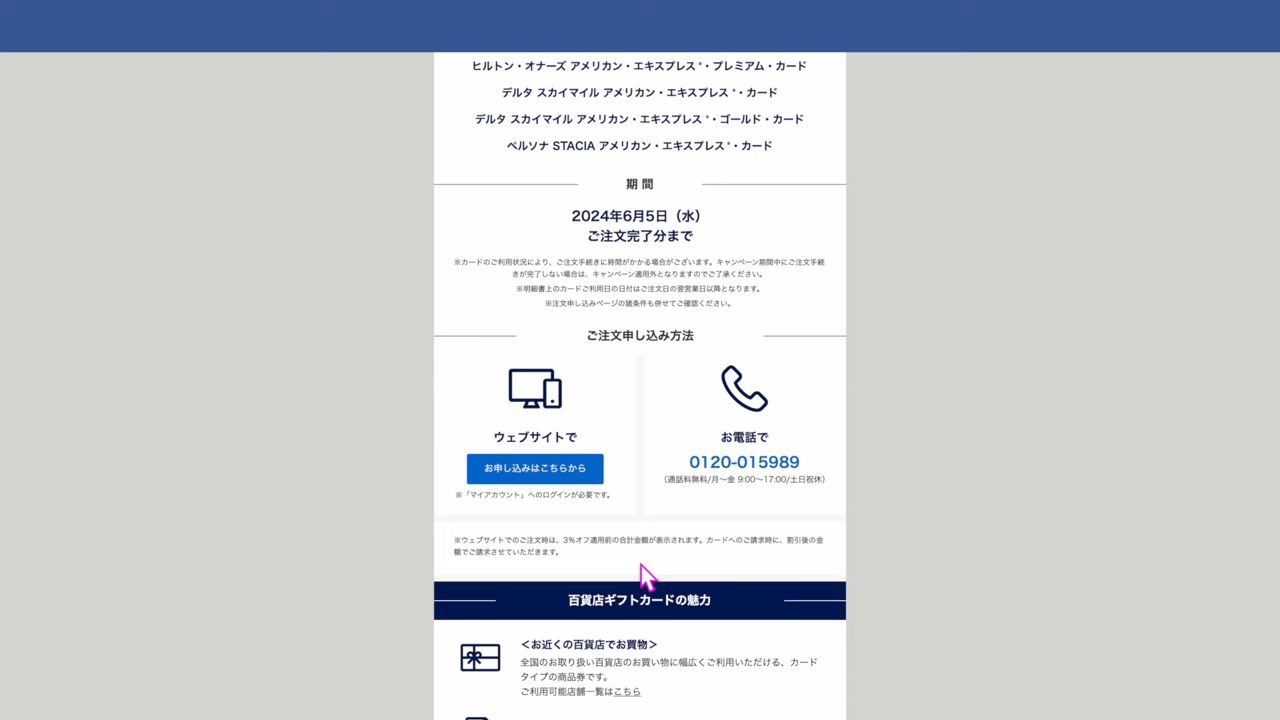 ヒルトン・オナーズ アメリカン・エキスプレス®・プレミアム・カード
デルタ スカイマイル アメリカン・エキスプレス®・カード
デルタ スカイマイル アメリカン・エキスプレス®・ゴールド・カード
ペルソナ STACIA アメリカン・エキスプレス®・カード
期 間
2024年6月5日（水）
ご注文完了分まで
※カードのご利用状況により、ご注文手続きに時間がかかる場合がございます。キャンペーン期間中にご注文手続
きが完了しない場合は、キャンペーン適用外となりますのでご了承ください。
※明細書上のカードご利用日の日付はご注文日の翌営業日以降となります。
※注文申し込みページの諸条件も併せてご確認ください。
ご注文申し込み方法
ウェブサイトで
お申し込みはこちらから
※「マイアカウント」へのログインが必要です。
お電話で
0120-015989
（通話料無料/月〜金 9:00〜17:00/土日祝休）
※ウェブサイトでのご注文時は、3％オフ適用前の合計金額が表示されます。カードへのご請求時に、割引後の金
額でご請求させていただきます。
百貨店ギフトカードの魅力
＜お近くの百貨店でお買物＞
全国のお取り扱い百貨店のお買い物に幅広くご利用いただける、カード
タイプの商品券です。
ご利用可能店舗一覧はこちら